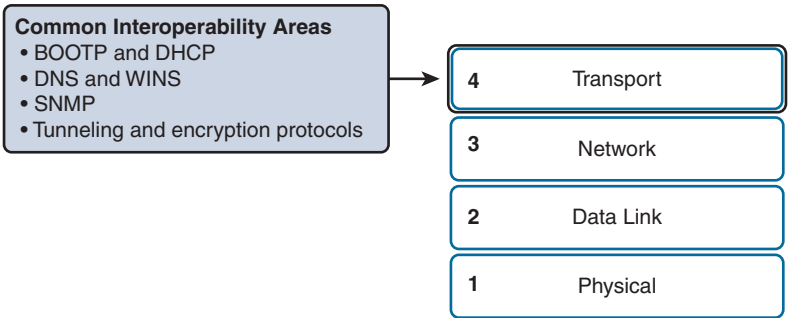 Common Interoperability Areas
• BOOTP and DHCP
• DNS and WINS
• SNMP
• Tunneling and encryption protocols
4 Transport
3 Network
2 Data Link
1 Physical